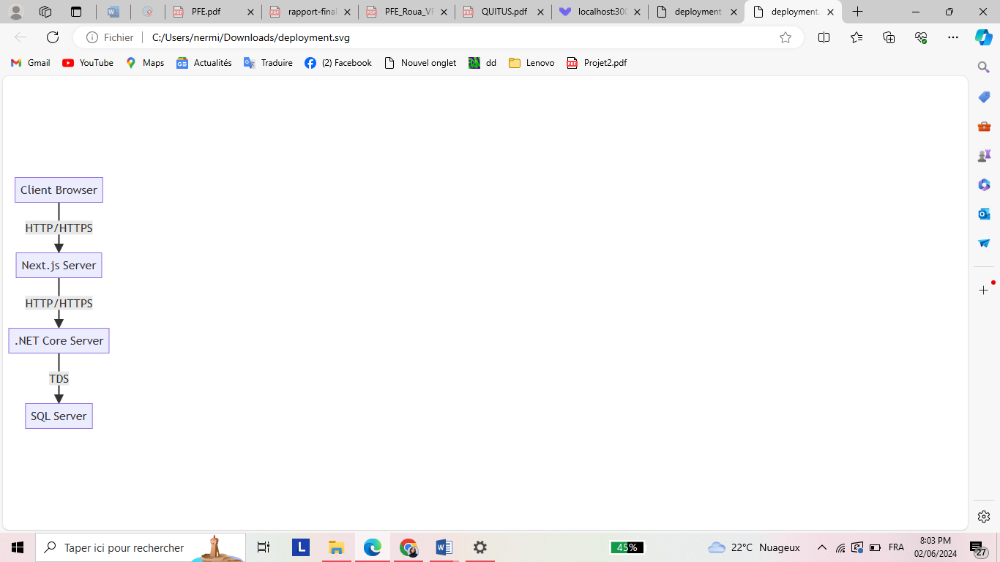 PFE.pdf
rapport-final
PFE_Roua_VF
QUITUS.pdf
localhost:300
deployment
deployment.
Fichier
C:/Users/nermi/Downloads/deployment.svg
Gmail
YouTube
Maps
Actualités
Traduire
(2) Facebook
Nouvel onglet
dd
Lenovo
Projet2.pdf
Client Browser
HTTP/HTTPS
Next.js Server
HTTP/HTTPS
.NET Core Server
TDS
SQL Server
Taper ici pour rechercher
L
45%
22°C Nuageux
FRA
8:03 PM
02/06/2024
27